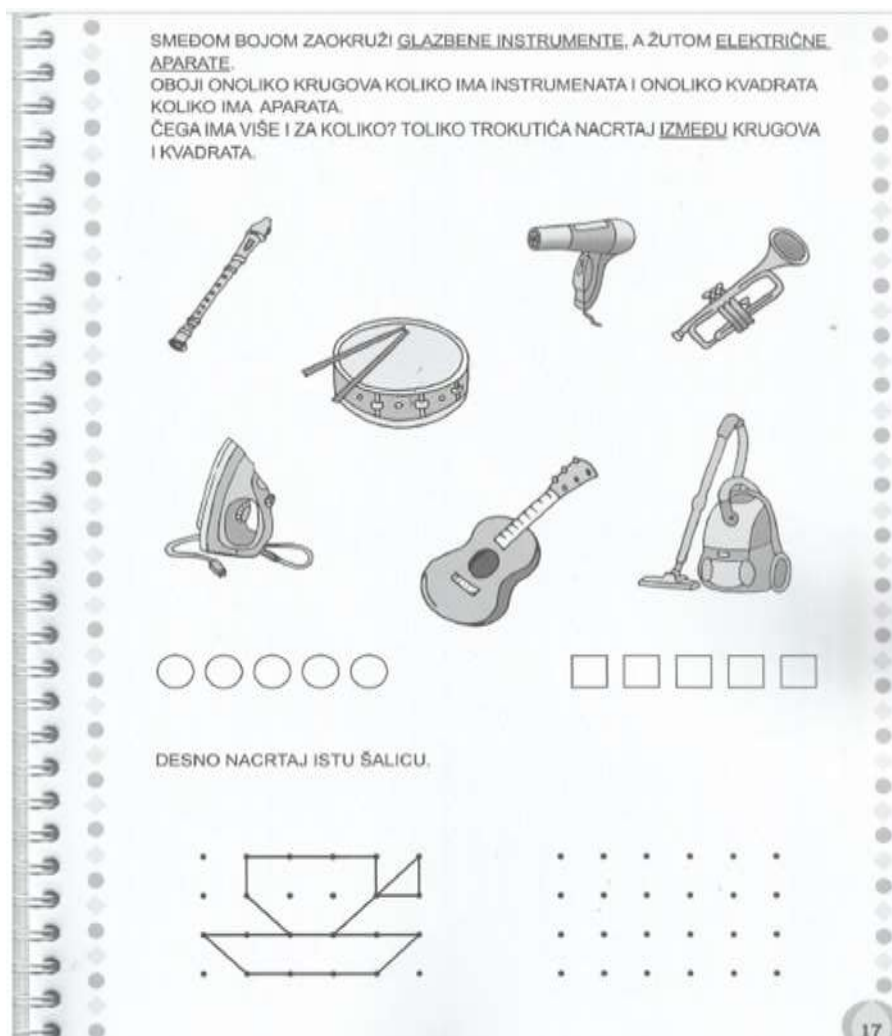 SMEĐOM BOJOM ZAOKRUŽI GLAZBENE INSTRUMENTE, A ŽUTOM ELEKTRIČNE
APARATE.
OBOJI ONOLIKO KRUGOVA KOLIKO IMA INSTRUMENATA I ONOLIKO KVADRATA
KOLIKO IMA APARATA.
ČEGA IMA VIŠE I ZA KOLIKO? TOLIKO TROKUTIĆA NACRTAJ IZMEĐU KRUGOVA
I KVADRATA.
DESNO NACRTAJ ISTU ŠALICU.
17